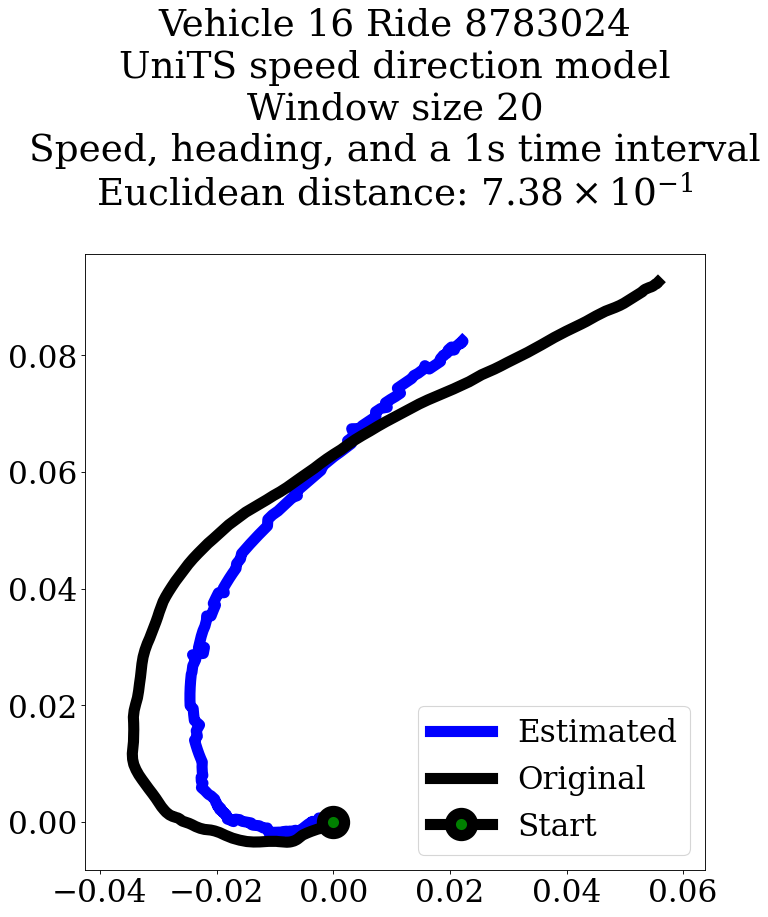 Vehicle 16 Ride 8783024
UniTS speed direction model
Window size 20
Speed, heading, and a 1s time interval
Euclidean distance: 7.38 × 10⁻¹
0.08
0.06
0.04
0.02
0.00
Estimated
Original
Start
−0.04 −0.02 0.00 0.02 0.04 0.06